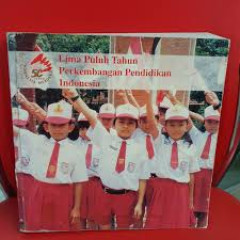 Lima Puluh Tahun
Perkembangan Pendidikan
Indonesia